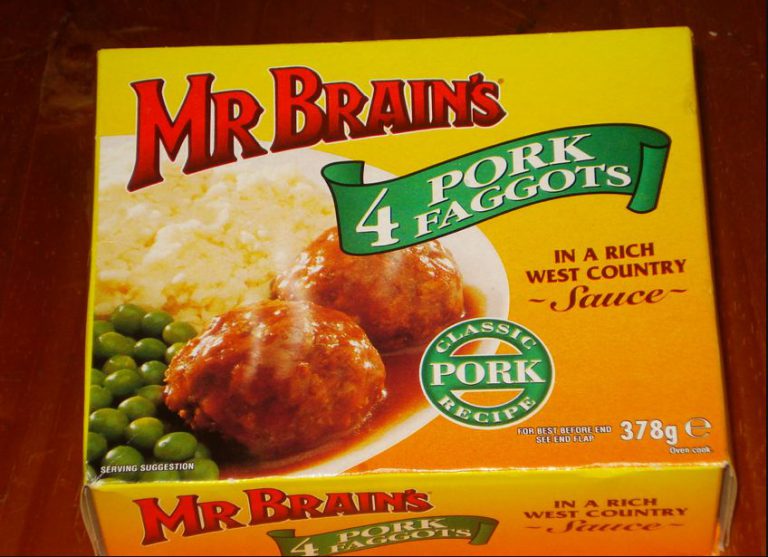 MR BRAIN'S
4 PORK
FAGGOTS
IN A RICH
WEST COUNTRY
~Sauce~
CLASSIC
PORK
RECIPE
FOR BEST BEFORE END
SEE END FLAP
378g e
Oven cook
SERVING SUGGESTION
MR BRAIN'S
4 PORK
FAGGOTS
IN A RICH
WEST COUNTRY
~Sauce~